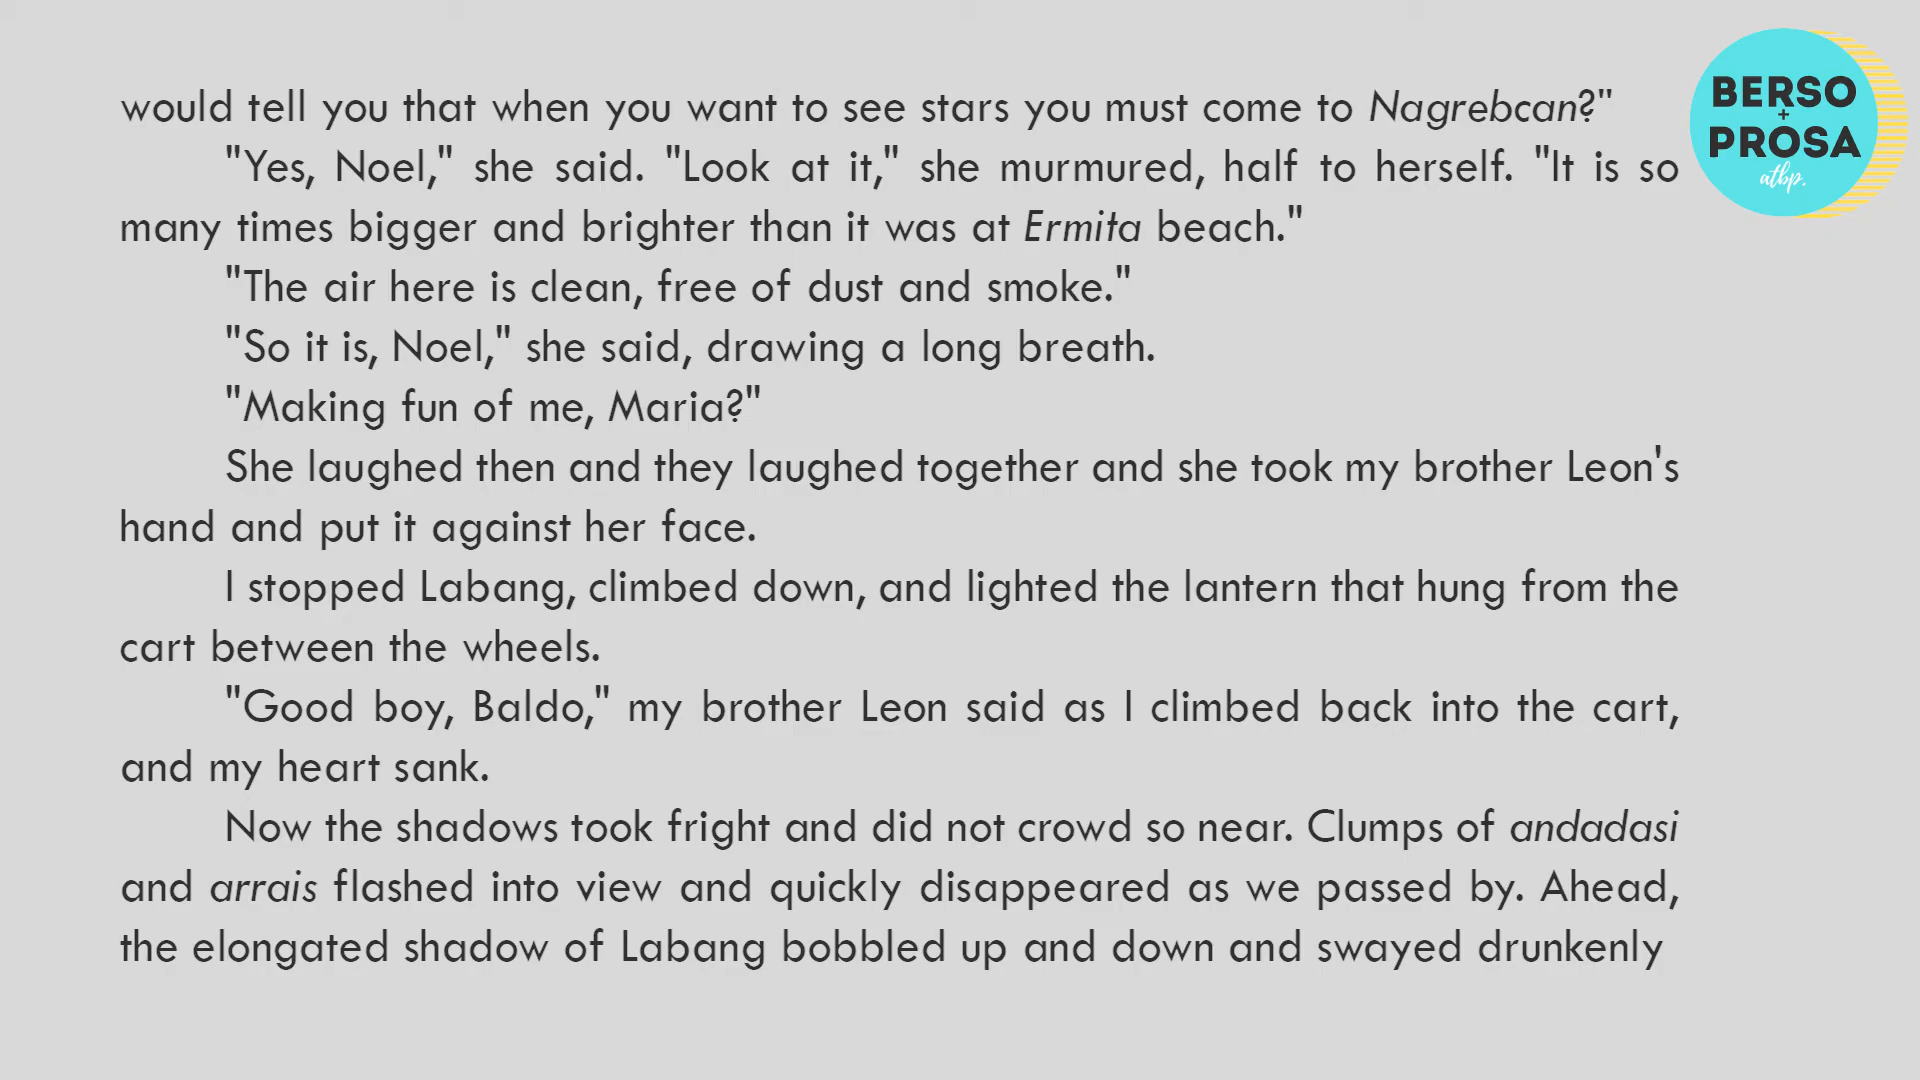 would tell you that when you want to see stars you must come to Nagrebcan?"
"Yes, Noel," she said. "Look at it," she murmured, half to herself. "It is so
many times bigger and brighter than it was at Ermita beach."
"The air here is clean, free of dust and smoke."
"So it is, Noel," she said, drawing a long breath.
"Making fun of me, Maria?"
She laughed then and they laughed together and she took my brother Leon's
hand and put it against her face.
I stopped Labang, climbed down, and lighted the lantern that hung from the
cart between the wheels.
"Good boy, Baldo," my brother Leon said as I climbed back into the cart,
and my heart sank.
Now the shadows took fright and did not crowd so near. Clumps of andadasi
and arrais flashed into view and quickly disappeared as we passed by. Ahead,
the elongated shadow of Labang bobbled up and down and swayed drunkenly
BERSO
+
PROSA
atbp.